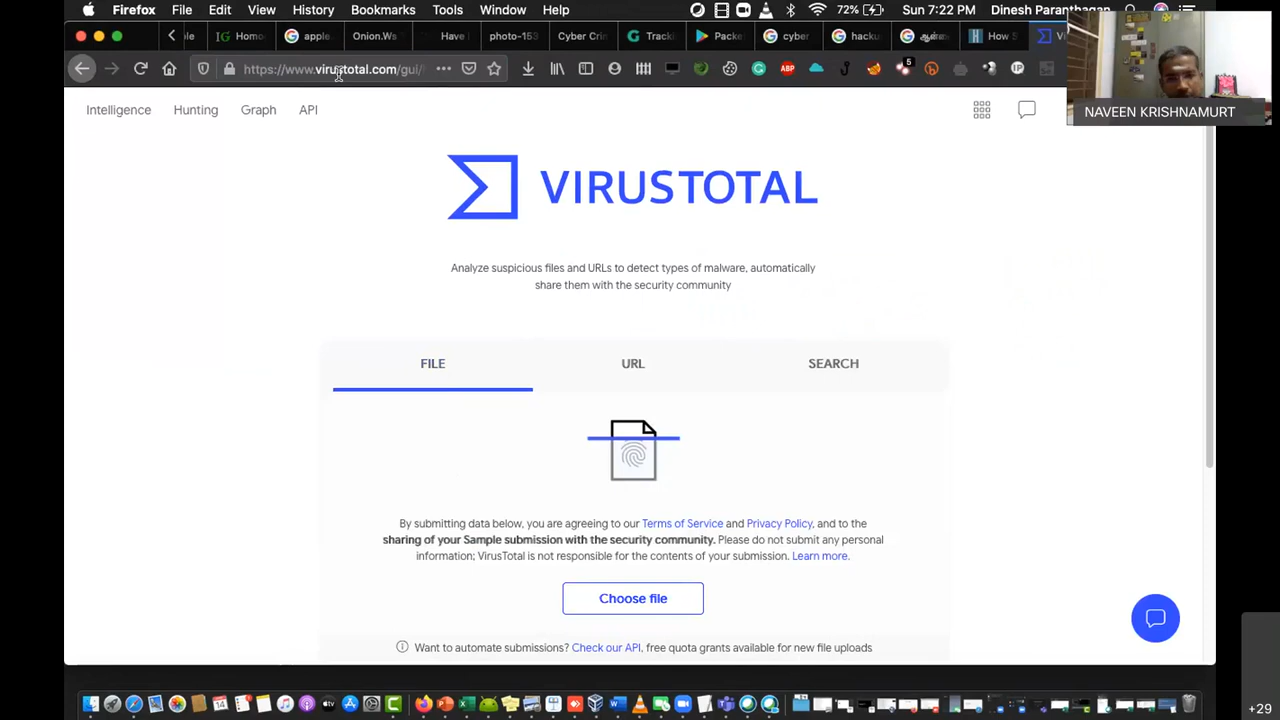 Firefox File Edit View History Bookmarks Tools Window Help 72% Sun 7:22 PM Dinesh Paranthagan
Homo apple. Onion.Ws Have photo-153 Cyber Crin Tracki Packe cyber hacku How S
https://www.virustotal.com/gui/
5 ABP IP
NAVEEN KRISHNAMURT
Intelligence Hunting Graph API
VIRUSTOTAL
Analyze suspicious files and URLs to detect types of malware, automatically
share them with the security community
FILE URL SEARCH
By submitting data below, you are agreeing to our Terms of Service and Privacy Policy, and to the
sharing of your Sample submission with the security community. Please do not submit any personal
information; VirusTotal is not responsible for the contents of your submission. Learn more.
Choose file
Want to automate submissions? Check our API, free quota grants available for new file uploads
+29